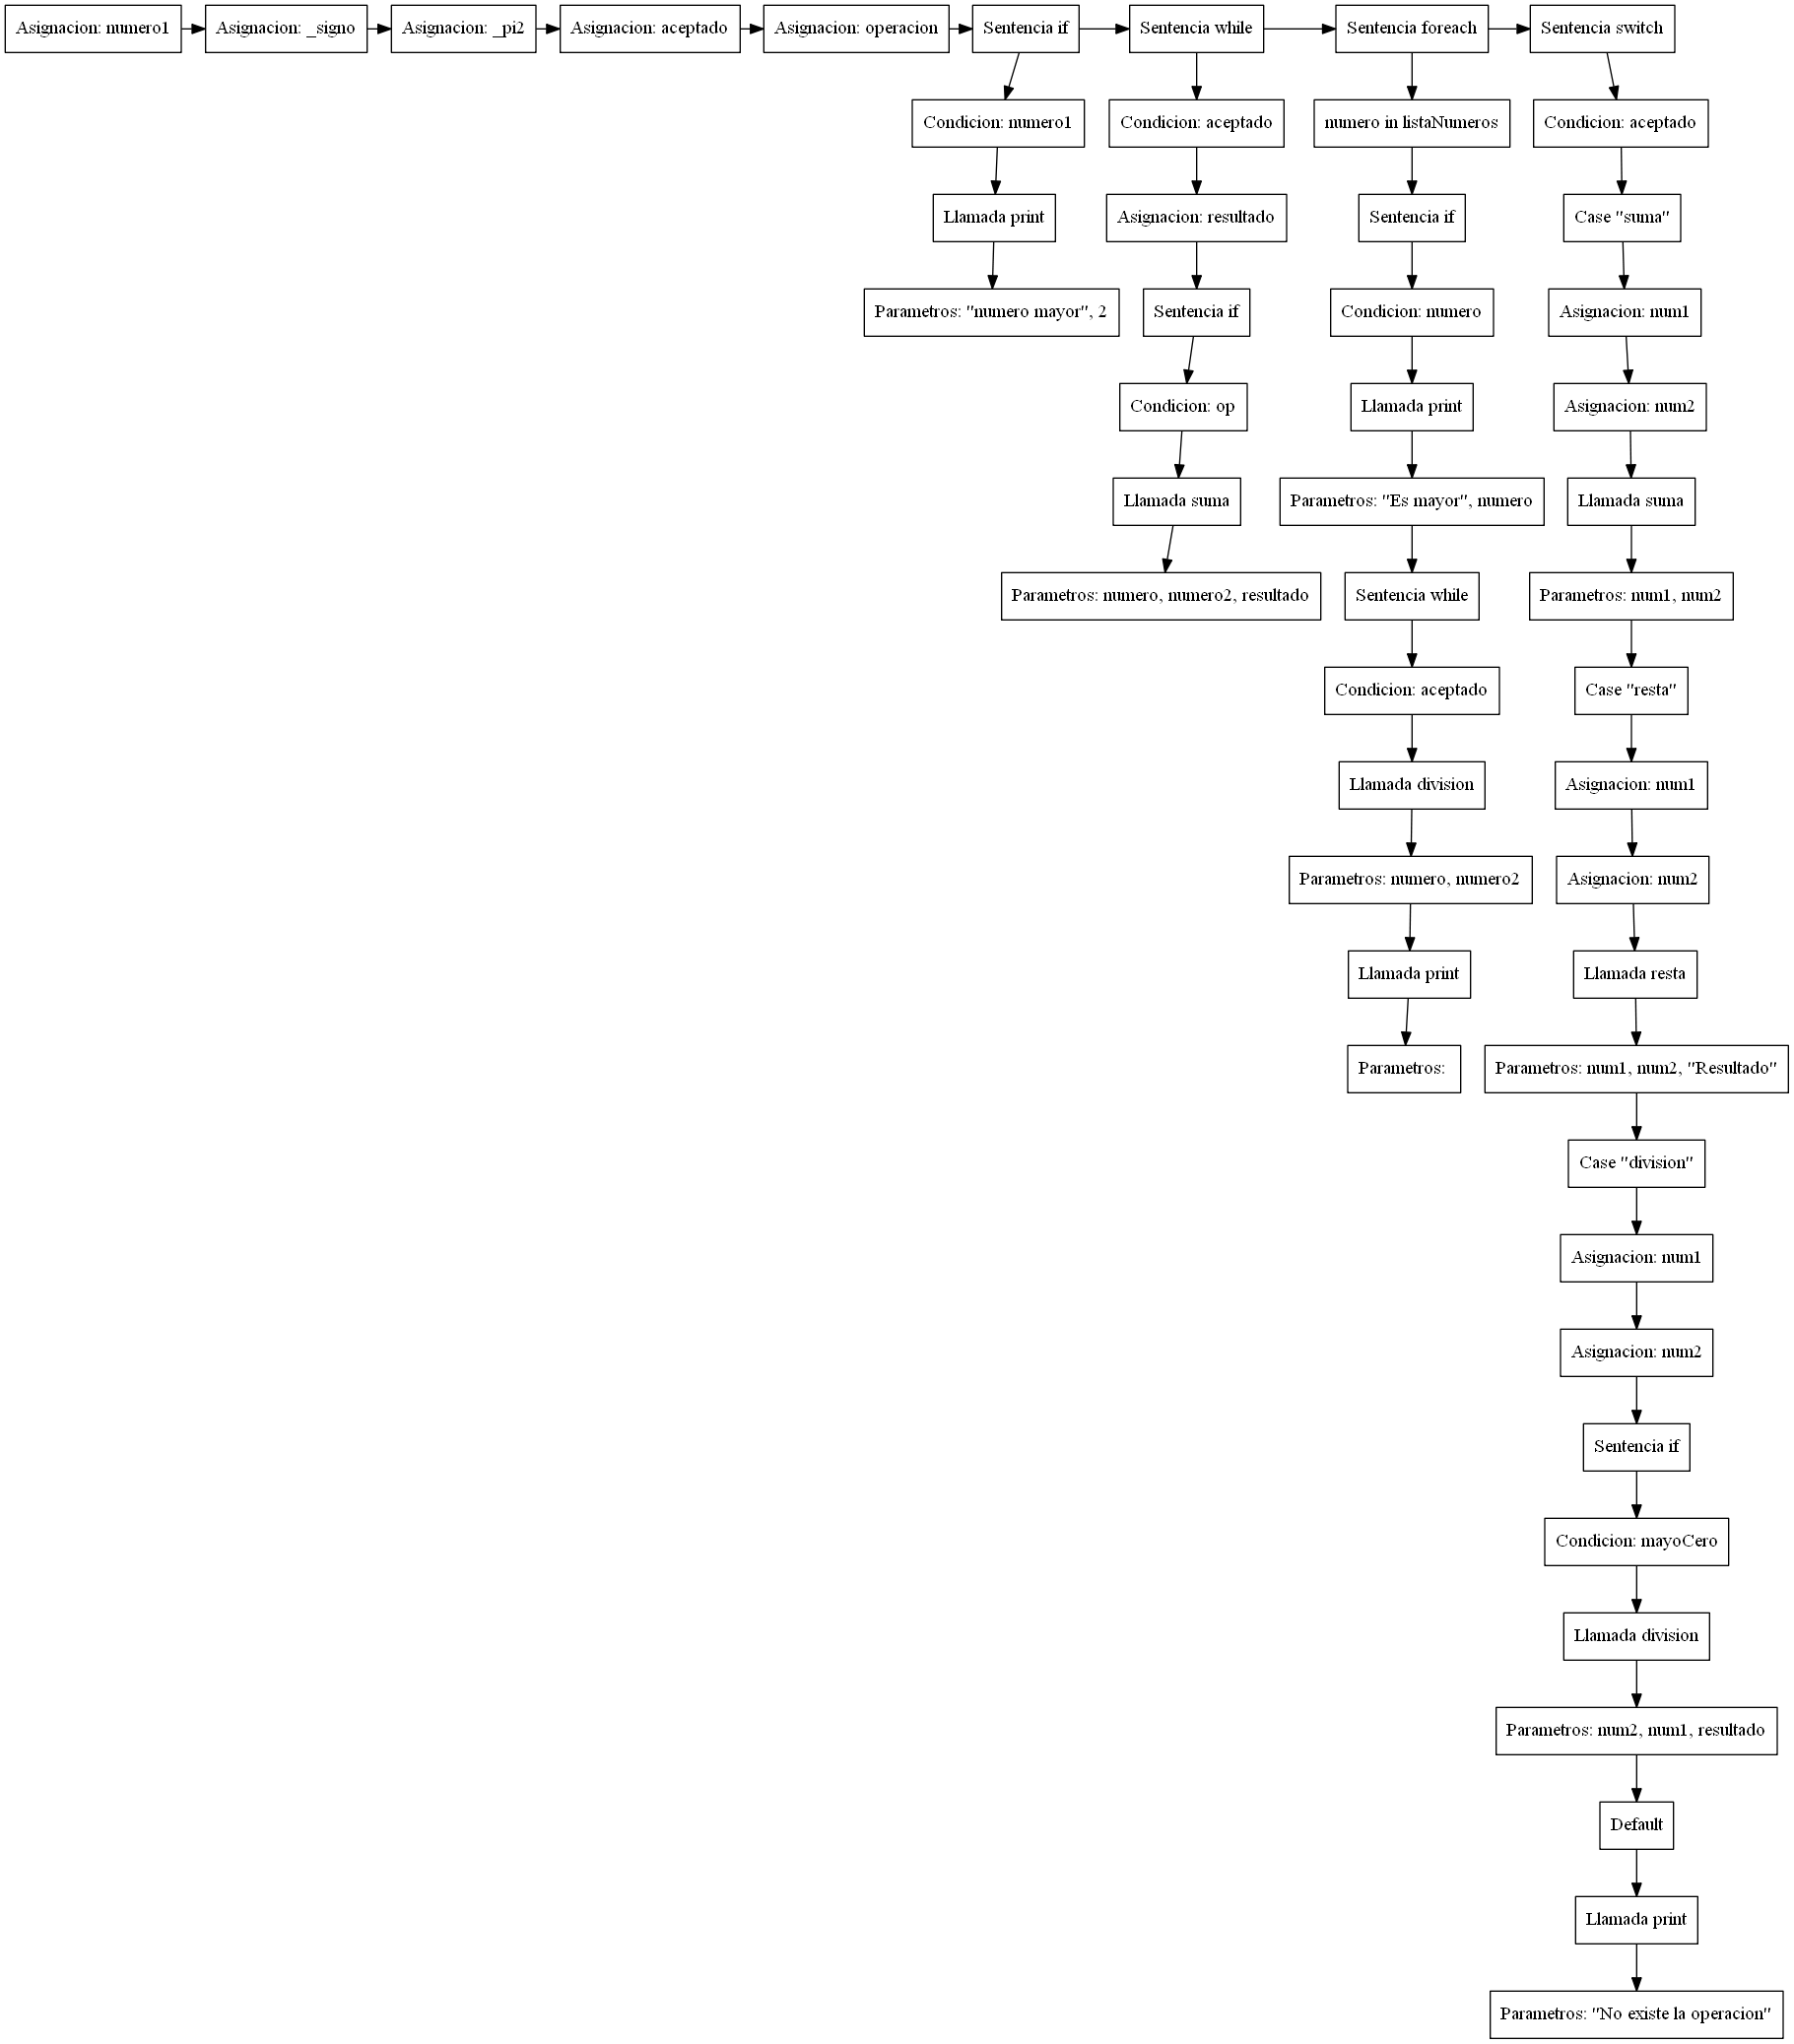 Asignacion: numero1
Asignacion: _signo
Asignacion: _pi2
Asignacion: aceptado
Asignacion: operacion
Sentencia if
Sentencia while
Sentencia foreach
Sentencia switch
Condicion: numero1
Llamada print
Parametros: "numero mayor", 2
Condicion: aceptado
Asignacion: resultado
Sentencia if
Condicion: op
Llamada suma
Parametros: numero, numero2, resultado
numero in listaNumeros
Sentencia if
Condicion: numero
Llamada print
Parametros: "Es mayor", numero
Sentencia while
Condicion: aceptado
Llamada division
Parametros: numero, numero2
Llamada print
Parametros:
Condicion: aceptado
Case "suma"
Asignacion: num1
Asignacion: num2
Llamada suma
Parametros: num1, num2
Case "resta"
Asignacion: num1
Asignacion: num2
Llamada resta
Parametros: num1, num2, "Resultado"
Case "division"
Asignacion: num1
Asignacion: num2
Sentencia if
Condicion: mayoCero
Llamada division
Parametros: num2, num1, resultado
Default
Llamada print
Parametros: "No existe la operacion"